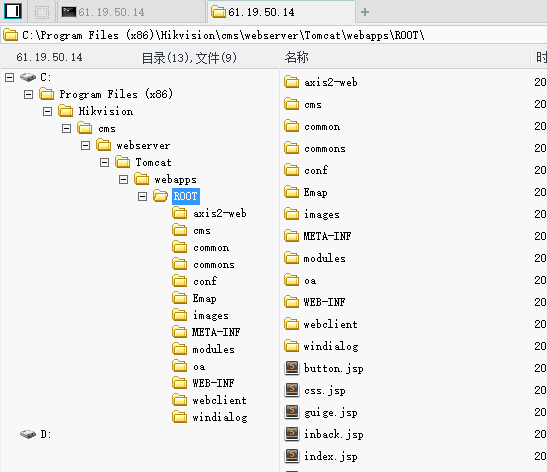 61.19.50.14
61.19.50.14
C:\Program Files (x86)\Hikvision\cms\webserver\Tomcat\webapps\ROOT\
61.19.50.14 目录(13),文件(9)
名称
时
C:
Program Files (x86)
Hikvision
cms
webserver
Tomcat
webapps
ROOT
axis2-web
cms
common
commons
conf
Emap
images
META-INF
modules
oa
WEB-INF
webclient
windialog
D:
axis2-web 20
cms 20
common 20
commons 20
conf 20
Emap 20
images 20
META-INF 20
modules 20
oa 20
WEB-INF 20
webclient 20
windialog 20
button.jsp 20
css.jsp 20
guige.jsp 20
inback.jsp 20
index.jsp 20